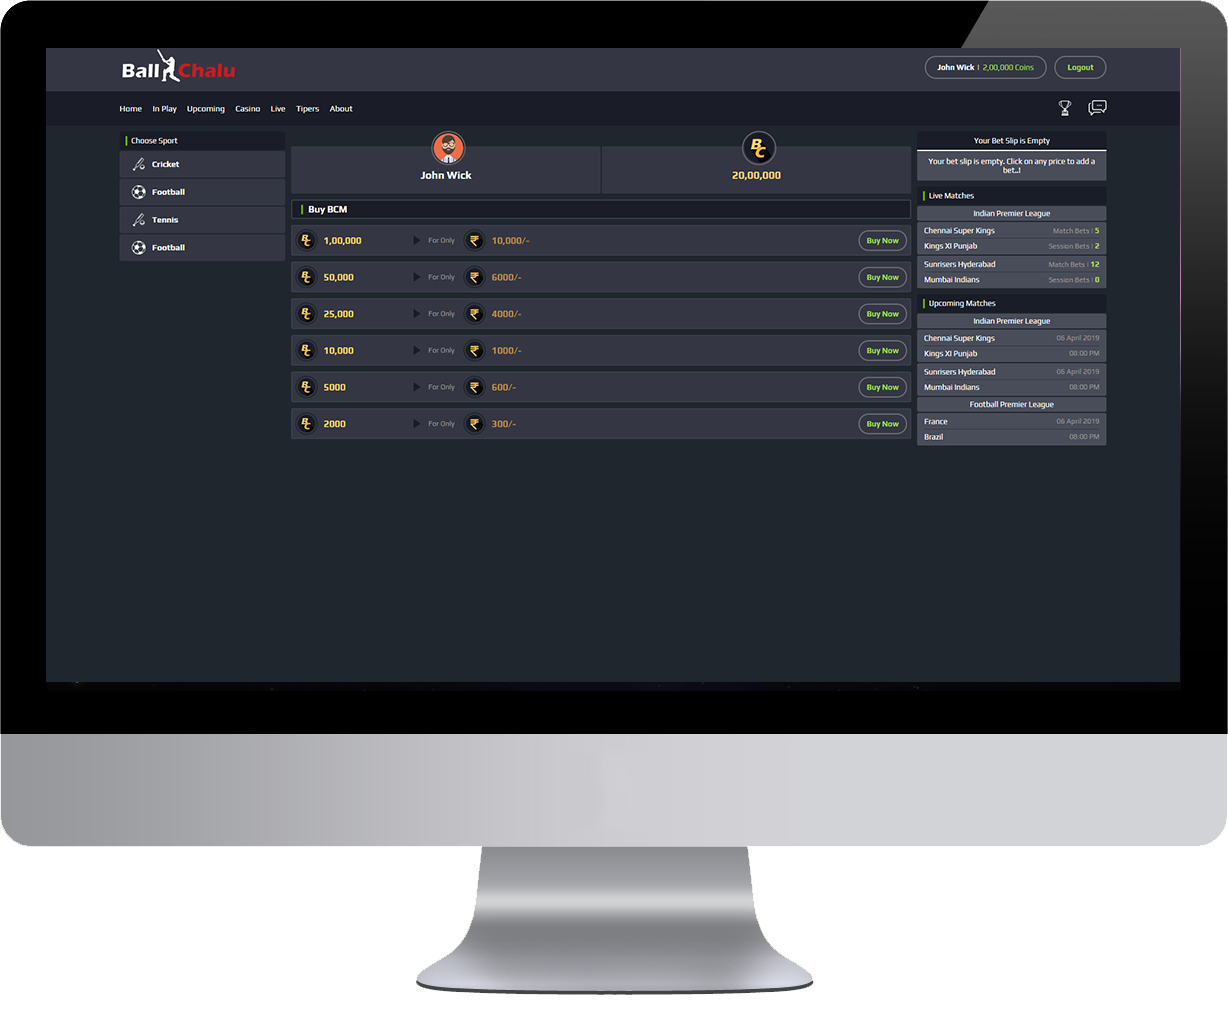 Ball Chalu
John Wick | 2,00,000 Coins
Logout
Home In Play Upcoming Casino Live Tipers About
Choose Sport
Cricket
Football
Tennis
Football
John Wick
BC
20,00,000
Buy BCM
BC 1,00,000 For Only ₹ 10,000/- Buy Now
BC 50,000 For Only ₹ 6000/- Buy Now
BC 25,000 For Only ₹ 4000/- Buy Now
BC 10,000 For Only ₹ 1000/- Buy Now
BC 5000 For Only ₹ 600/- Buy Now
BC 2000 For Only ₹ 300/- Buy Now
Your Bet Slip is Empty
Your bet slip is empty. Click on any price to add a
bet..!
Live Matches
Indian Premier League
Chennai Super Kings Match Bets | 5
Kings XI Punjab Session Bets | 2
Sunrisers Hyderabad Match Bets | 12
Mumbai Indians Session Bets | 0
Upcoming Matches
Indian Premier League
Chennai Super Kings 06 April 2019
Kings XI Punjab 08:00 PM
Sunrisers Hyderabad 06 April 2019
Mumbai Indians 08:00 PM
Football Premier League
France 06 April 2019
Brazil 08:00 PM